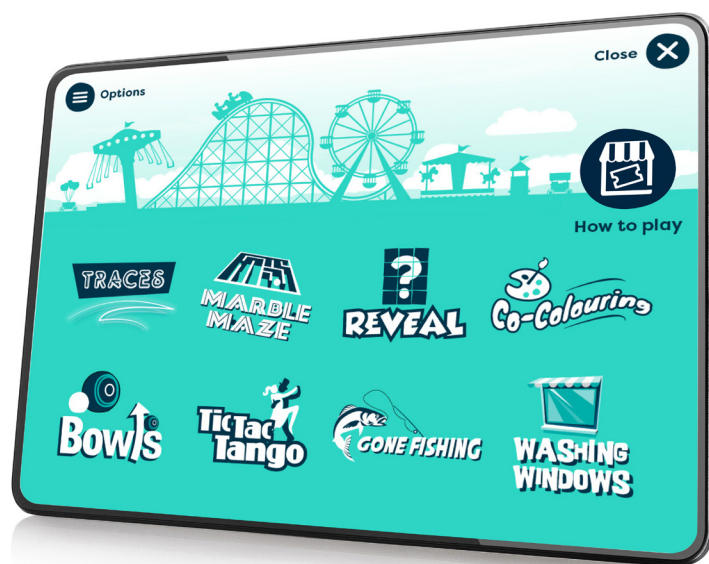 Options
Close
How to play
TRACES
MARBLE
MAZE
?
REVEAL
Co-Colouring
Bowls
Tic Tac
Tango
GONE FISHING
WASHING
WINDOWS